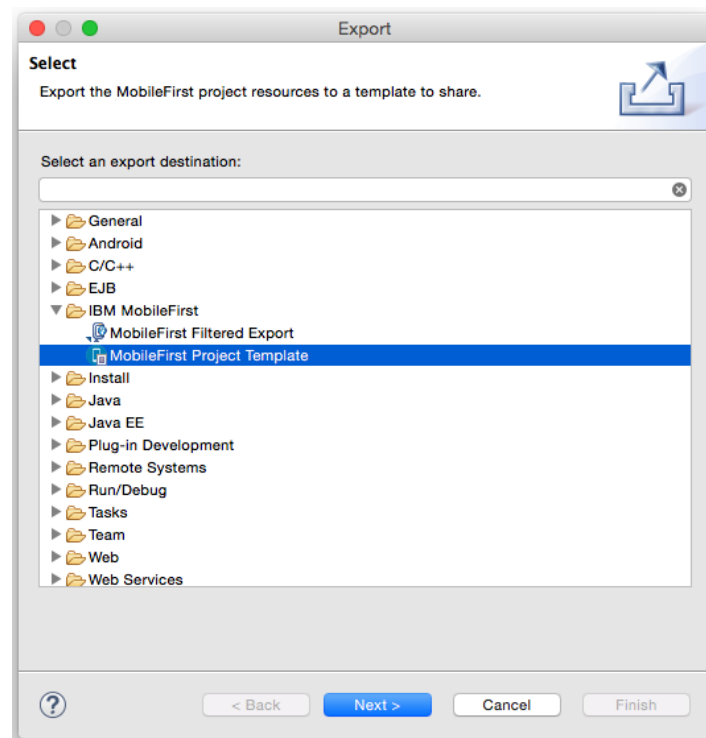 Export
Select
Export the MobileFirst project resources to a template to share.
Select an export destination:
General
Android
C/C++
EJB
IBM MobileFirst
MobileFirst Filtered Export
MobileFirst Project Template
Install
Java
Java EE
Plug-in Development
Remote Systems
Run/Debug
Tasks
Team
Web
Web Services
? < Back Next > Cancel Finish